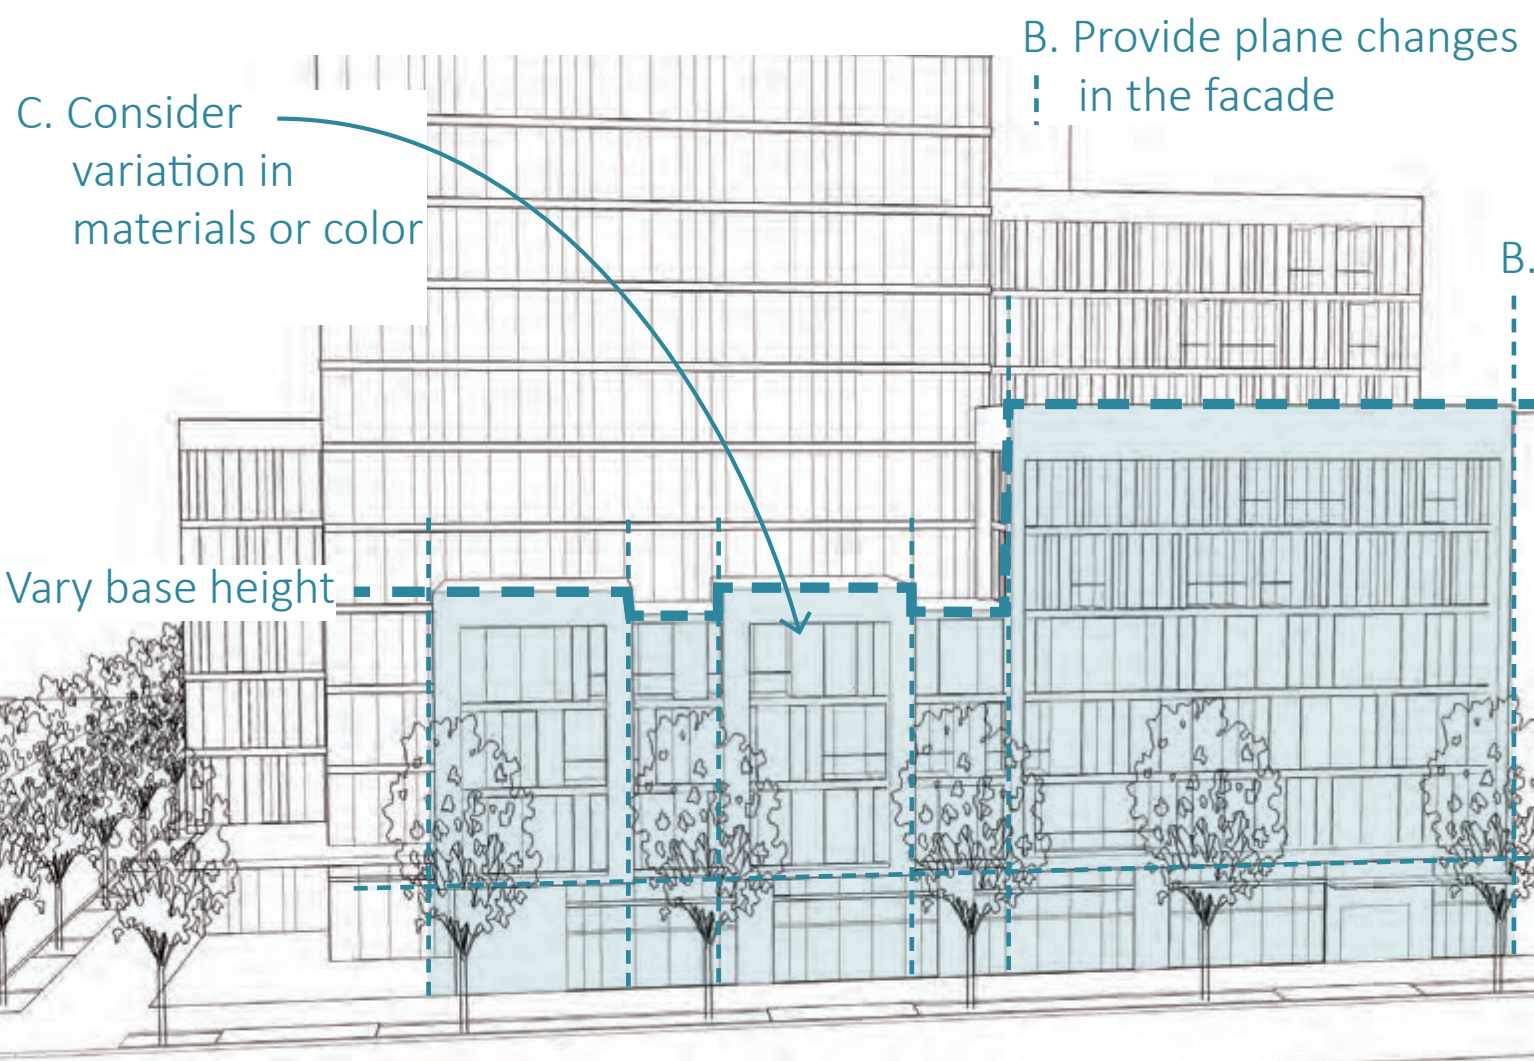 B. Provide plane changes
in the facade
C. Consider
variation in
materials or color
B.
Vary base height